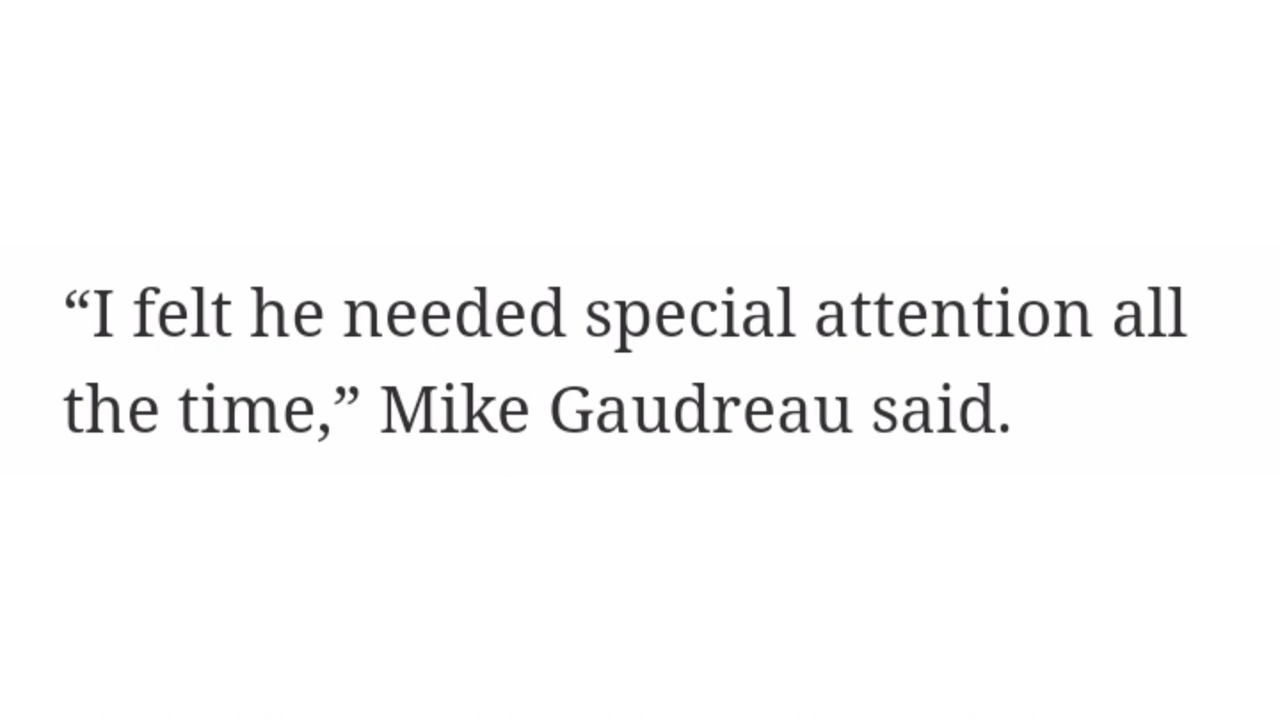 “I felt he needed special attention all
the time,” Mike Gaudreau said.